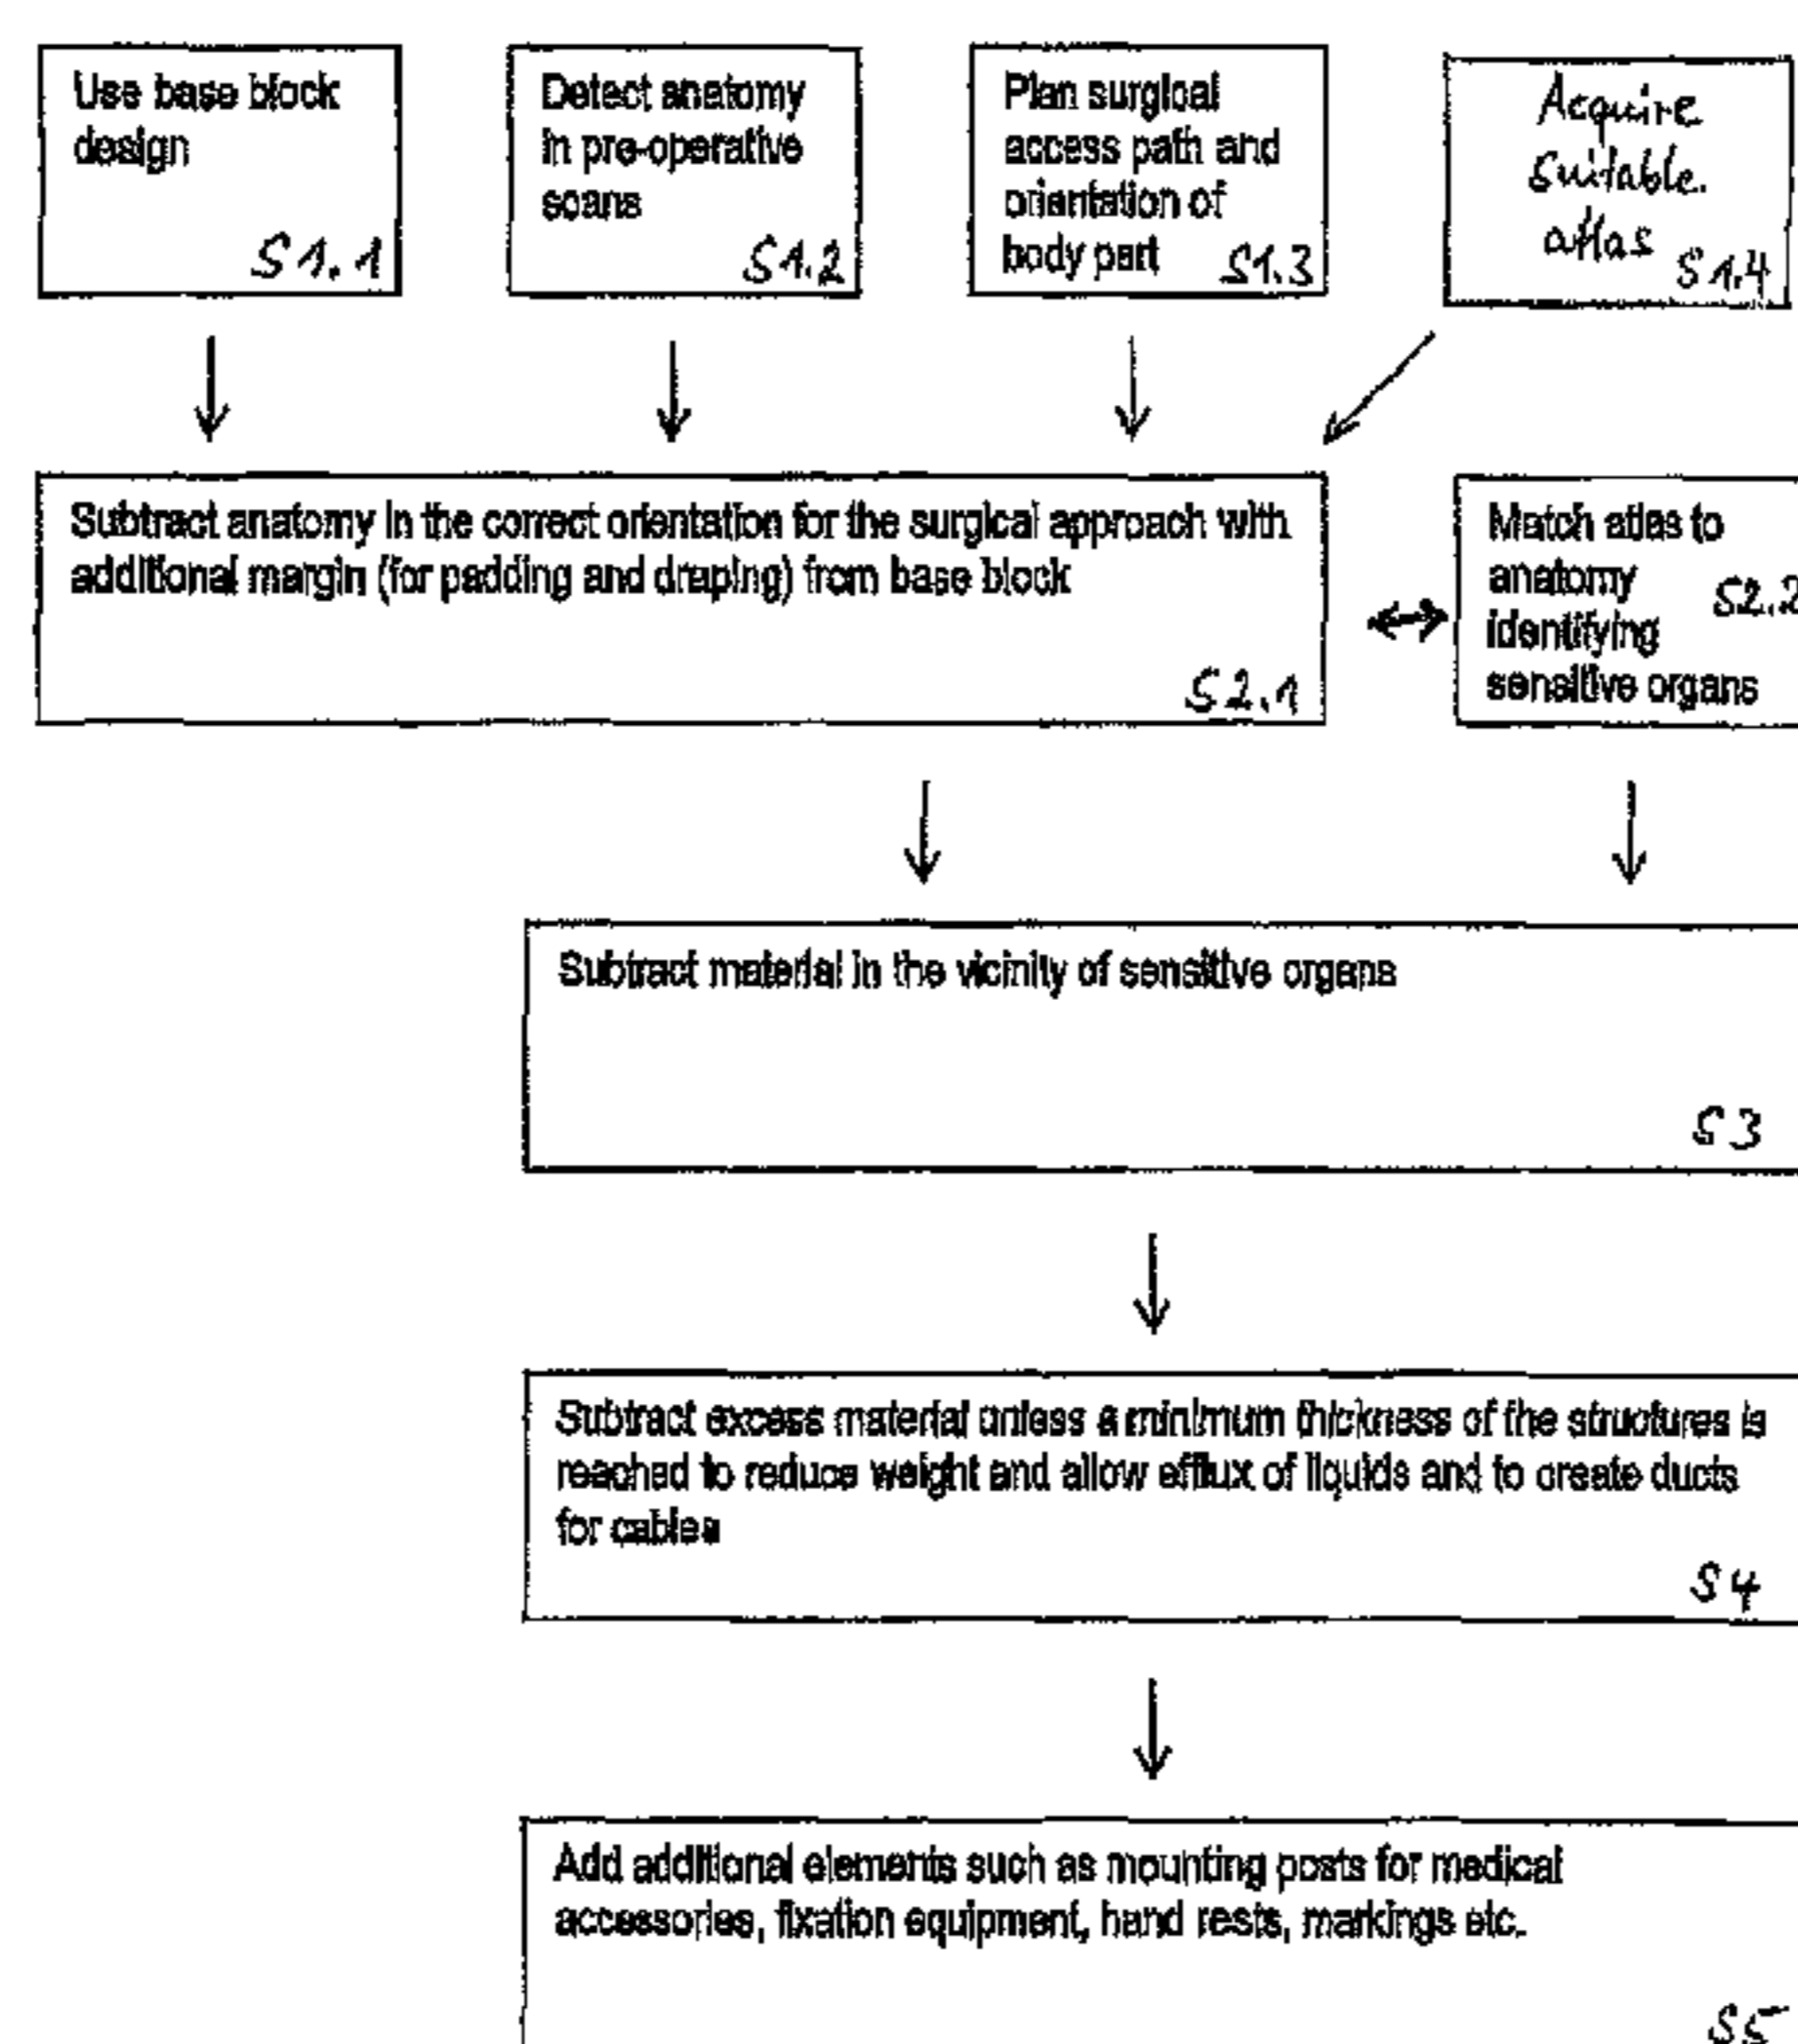 Use base block
design
S1.1
Detect anatomy
in pre-operative
scans
S1.2
Plan surgical
access path and
orientation of
body part
S1.3
Acquire
suitable
atlas
S1.4
Subtract anatomy in the correct orientation for the surgical approach with
additional margin (for padding and draping) from base block
S2.1
Match atlas to
anatomy
identifying
sensitive organs
S2.2
Subtract material in the vicinity of sensitive organs
S3
Subtract excess material unless a minimum thickness of the structures is
reached to reduce weight and allow efflux of liquids and to create ducts
for cables
S4
Add additional elements such as mounting posts for medical
accessories, fixation equipment, hand rests, markings etc.
S5